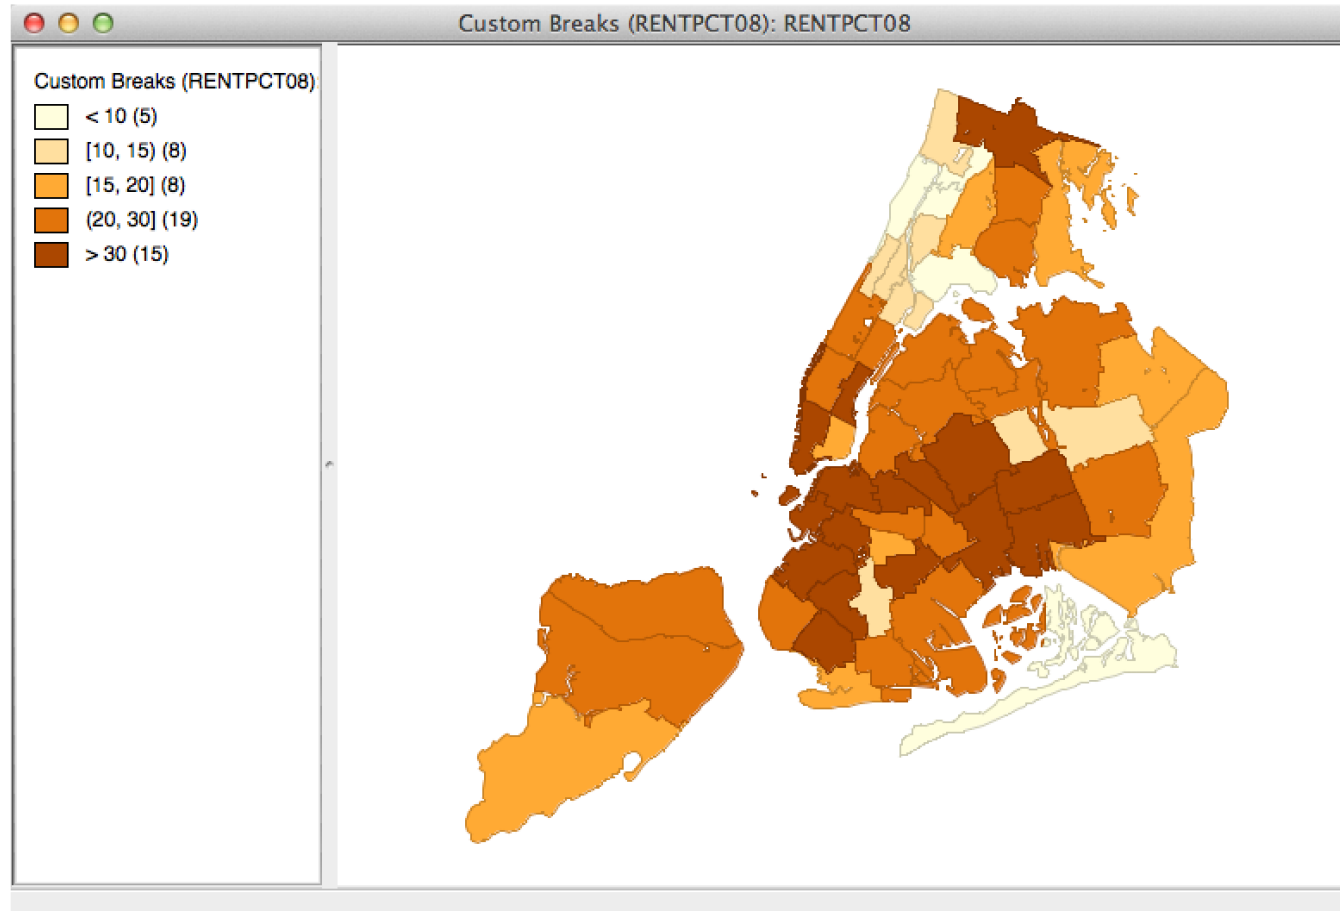 Custom Breaks (RENTPCT08): RENTPCT08
Custom Breaks (RENTPCT08):
< 10 (5)
[10, 15) (8)
[15, 20] (8)
(20, 30] (19)
> 30 (15)